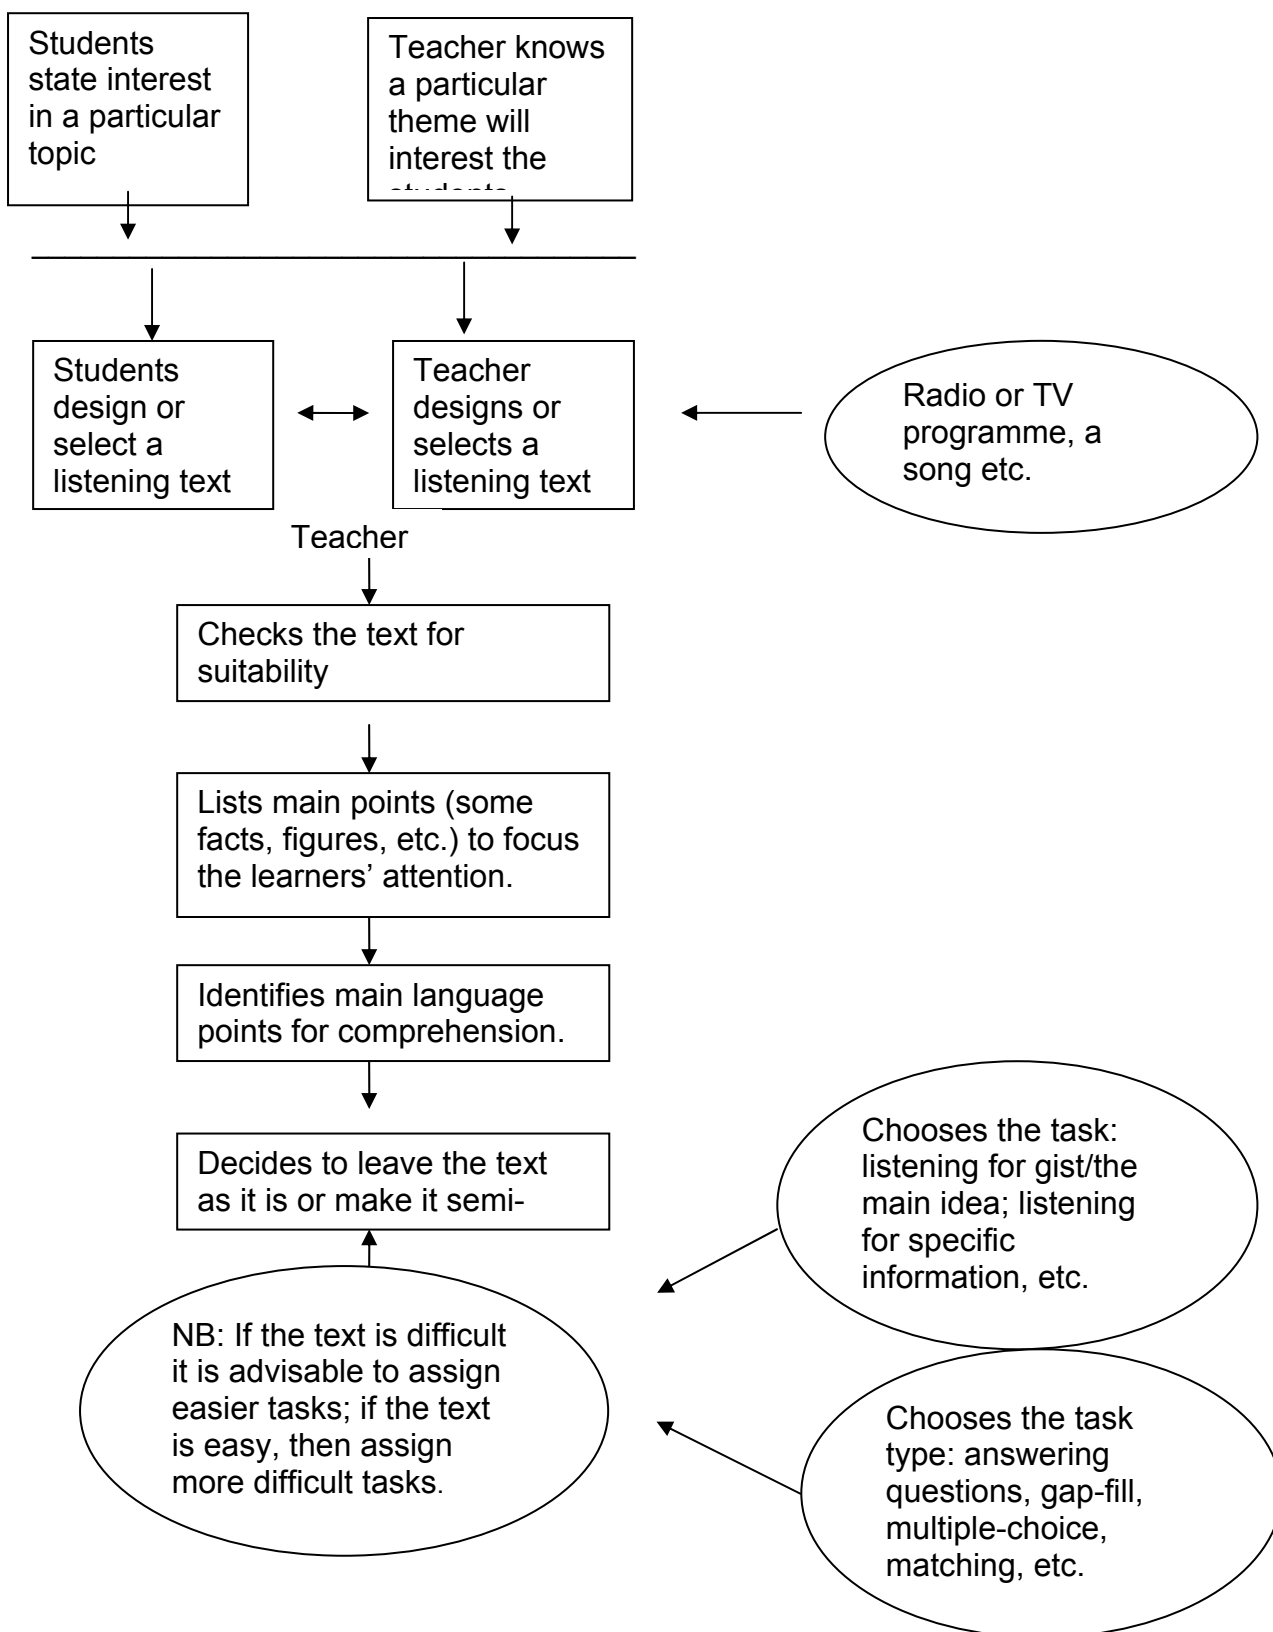 Students
state interest
in a particular
topic
Teacher knows
a particular
theme will
interest the
students
Students
design or
select a
listening text
Teacher
designs or
selects a
listening text
Radio or TV
programme, a
song etc.
Teacher
Checks the text for
suitability
Lists main points (some
facts, figures, etc.) to focus
the learners’ attention.
Identifies main language
points for comprehension.
Decides to leave the text
as it is or make it semi-
Chooses the task:
listening for gist/the
main idea; listening
for specific
information, etc.
NB: If the text is difficult
it is advisable to assign
easier tasks; if the text
is easy, then assign
more difficult tasks.
Chooses the task
type: answering
questions, gap-fill,
multiple-choice,
matching, etc.